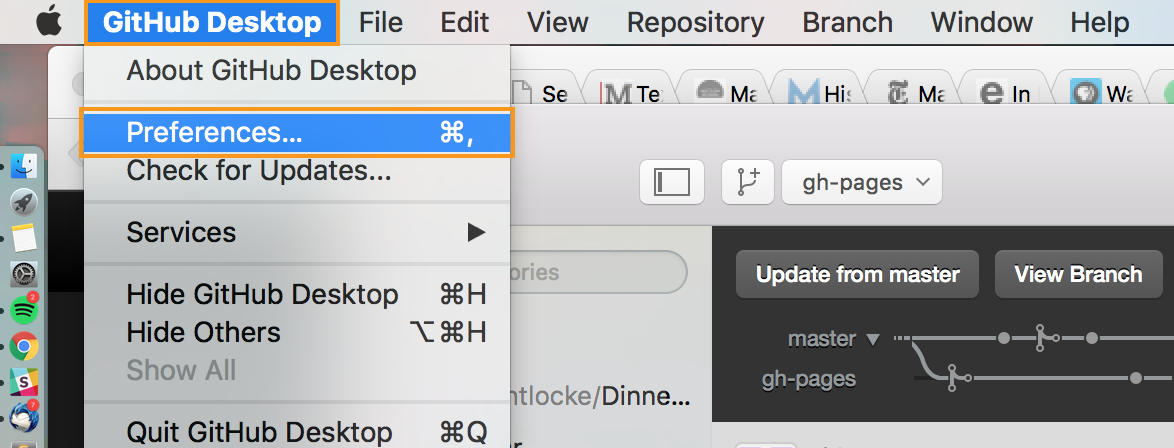 GitHub Desktop File Edit View Repository Branch Window Help
About GitHub Desktop
Preferences... ⌘,
Check for Updates...
Services ▶
Hide GitHub Desktop ⌘H
Hide Others ⌥⌘H
Show All
Quit GitHub Desktop ⌘Q
Se Te Ma His Ma In Wa
gh-pages
ories
Update from master View Branch
master ▼
gh-pages
ntlocke/Dinne...
2
7